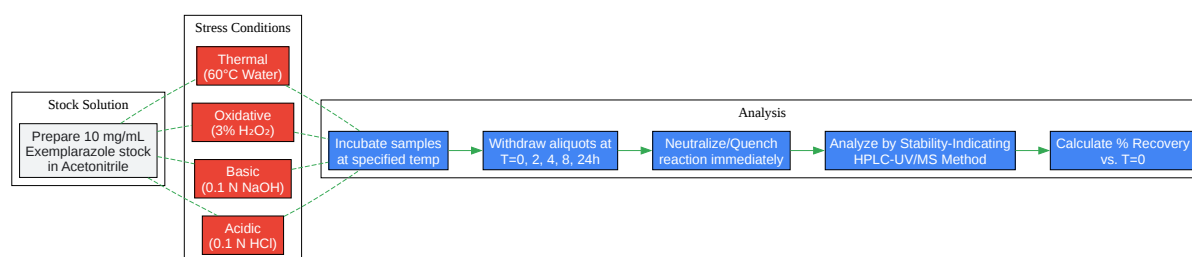 Stress Conditions
Thermal
(60°C Water)
Oxidative
(3% H₂O₂)
Basic
(0.1 N NaOH)
Acidic
(0.1 N HCl)
Stock Solution
Prepare 10 mg/mL
Exemplarazole stock
in Acetonitrile
Analysis
Incubate samples
at specified temp
Withdraw aliquots at
T=0, 2, 4, 8, 24h
Neutralize/Quench
reaction immediately
Analyze by Stability-Indicating
HPLC-UV/MS Method
Calculate % Recovery
vs. T=0